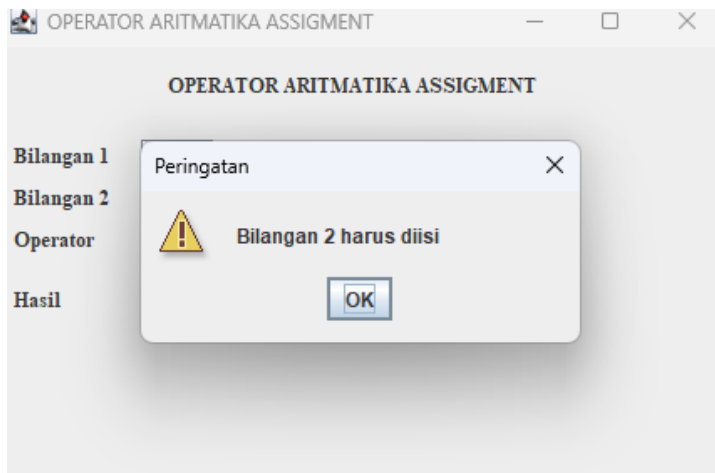 OPERATOR ARITMATIKA ASSIGMENT
OPERATOR ARITMATIKA ASSIGMENT
Bilangan 1
Peringatan
Bilangan 2
Operator
Bilangan 2 harus diisi
Hasil
OK